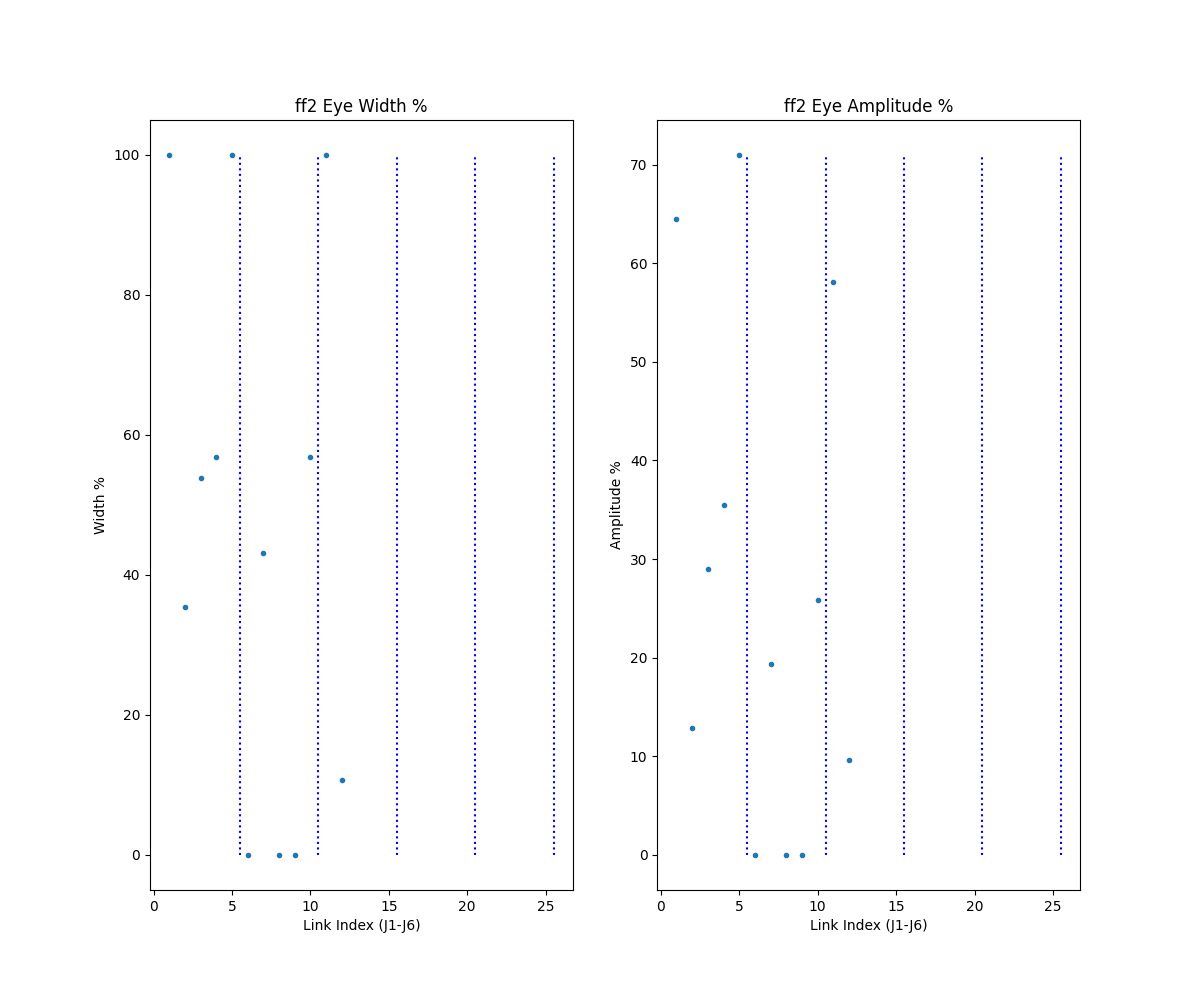 ff2 Eye Width %
100
80
60
40
20
0
Width %
0 5 10 15 20 25
Link Index (J1-J6)
ff2 Eye Amplitude %
70
60
50
40
30
20
10
0
Amplitude %
0 5 10 15 20 25
Link Index (J1-J6)